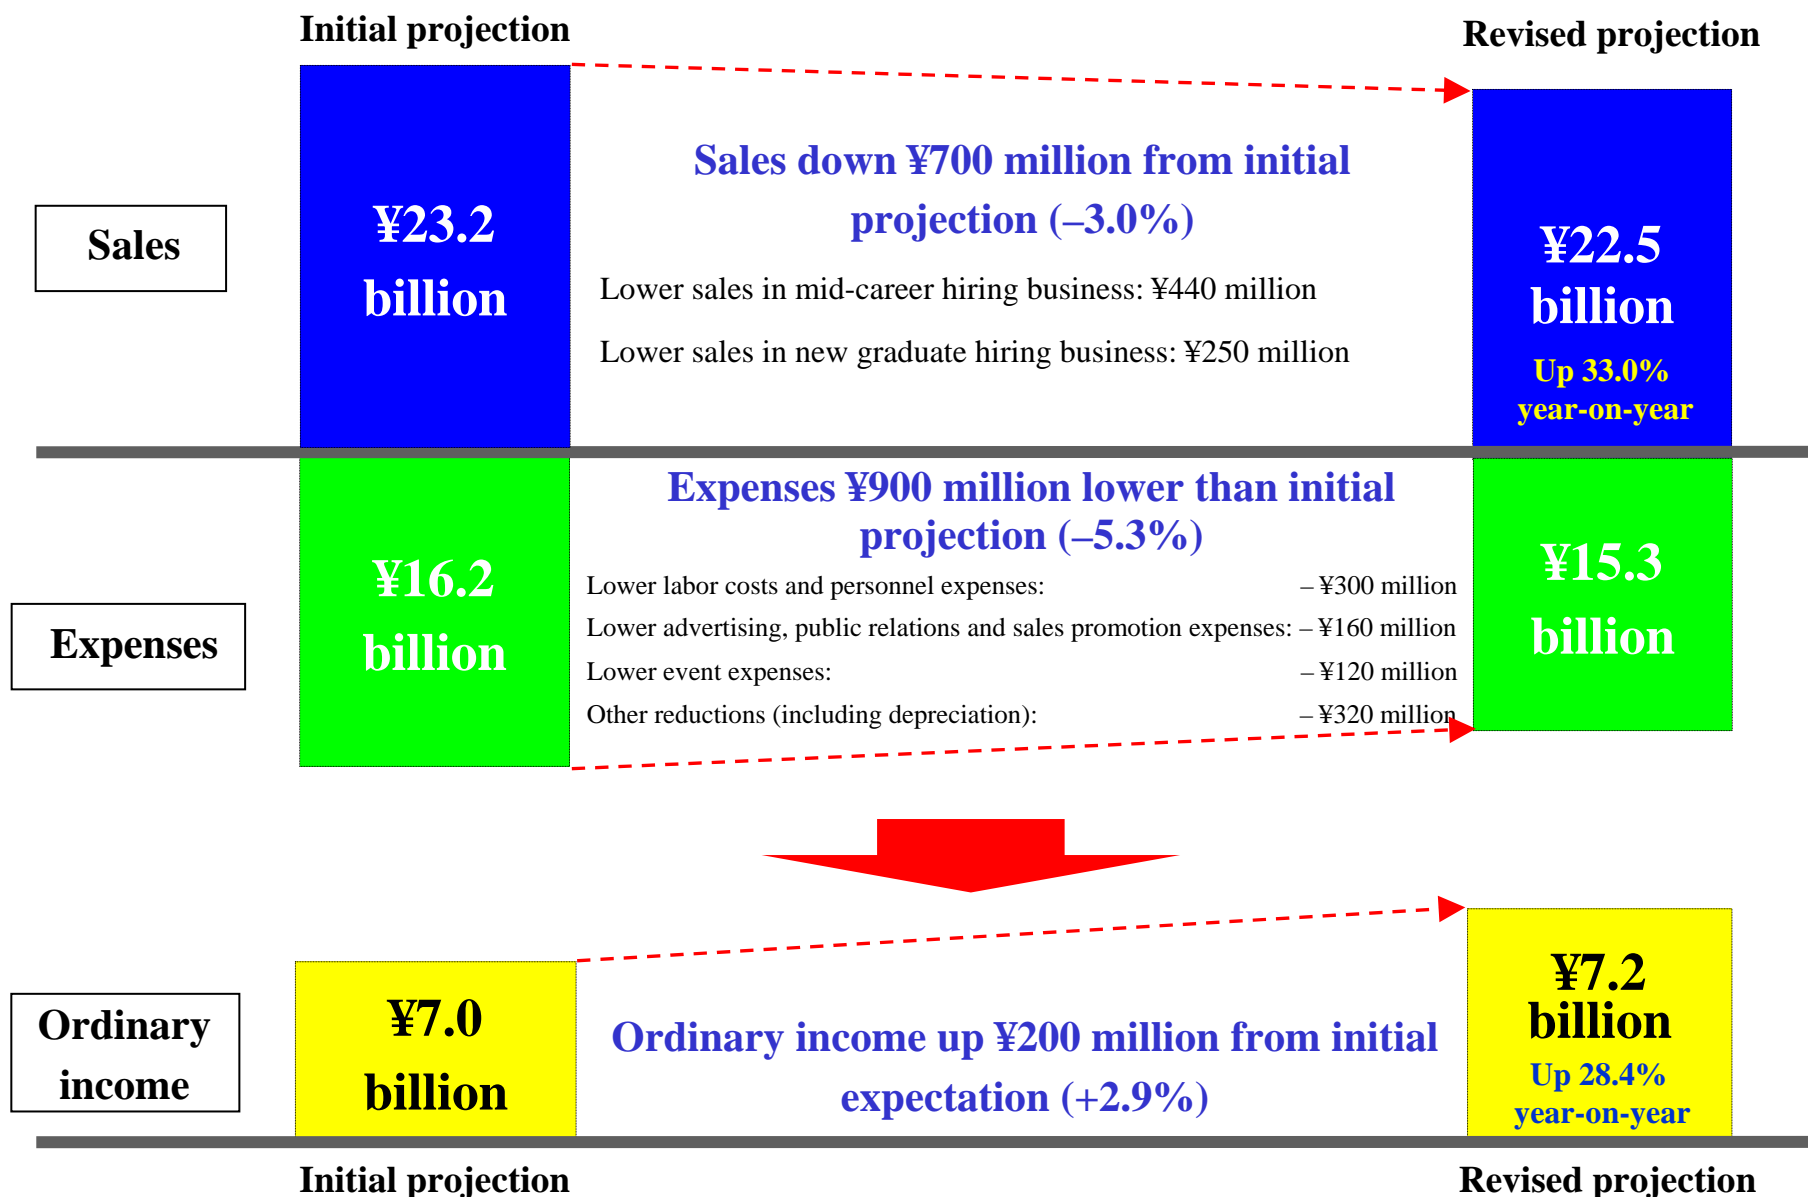 Initial projection
Revised projection
Sales
¥23.2
billion
Sales down ¥700 million from initial
projection (–3.0%)
Lower sales in mid-career hiring business: ¥440 million
Lower sales in new graduate hiring business: ¥250 million
¥22.5
billion
Up 33.0%
year-on-year
Expenses
¥16.2
billion
Expenses ¥900 million lower than initial
projection (–5.3%)
Lower labor costs and personnel expenses: – ¥300 million
Lower advertising, public relations and sales promotion expenses: – ¥160 million
Lower event expenses: – ¥120 million
Other reductions (including depreciation): – ¥320 million
¥15.3
billion
Ordinary
income
¥7.0
billion
Ordinary income up ¥200 million from initial
expectation (+2.9%)
¥7.2
billion
Up 28.4%
year-on-year
Initial projection
Revised projection